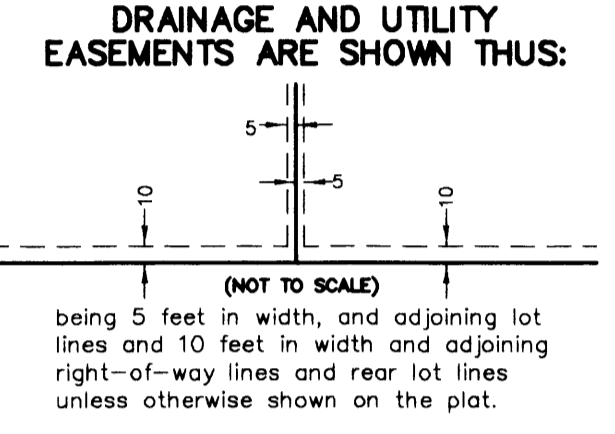 DRAINAGE AND UTILITY
EASEMENTS ARE SHOWN THUS:
5
5
10
10
(NOT TO SCALE)
being 5 feet in width, and adjoining lot
lines and 10 feet in width and adjoining
right-of-way lines and rear lot lines
unless otherwise shown on the plat.